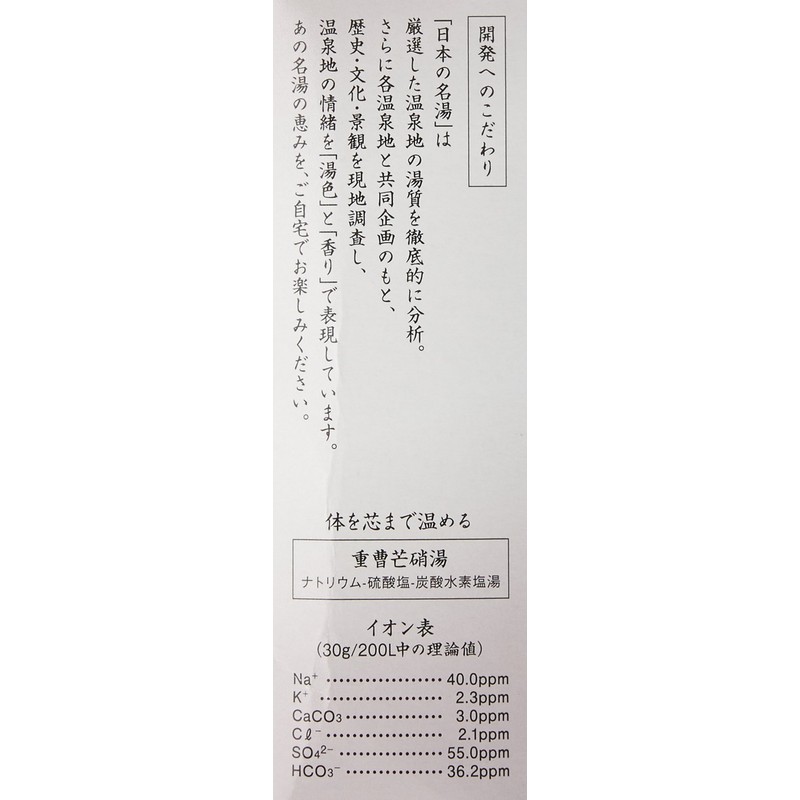 開発へのこだわり
「日本の名湯」は
厳選した温泉地の湯質を徹底的に分析。
さらに各温泉地と共同企画のもと、
歴史・文化・景観を現地調査し、
温泉地の情緒を「湯色」と「香り」で表現しています。
あの名湯の恵みを、ご自宅でお楽しみください。
体を芯まで温める
重曹芒硝湯
ナトリウム-硫酸塩-炭酸水素塩湯
イオン表
(30g/200L中の理論値)
Na⁺ ・・・・・・・・・・・・・・・・・・ 40.0ppm
K⁺ ・・・・・・・・・・・・・・・・・・・ 2.3ppm
CaCO₃ ・・・・・・・・・・・・・・・ 3.0ppm
Cℓ⁻ ・・・・・・・・・・・・・・・・・・ 2.1ppm
SO₄²⁻ ・・・・・・・・・・・・・・・・ 55.0ppm
HCO₃⁻ ・・・・・・・・・・・・・・・ 36.2ppm